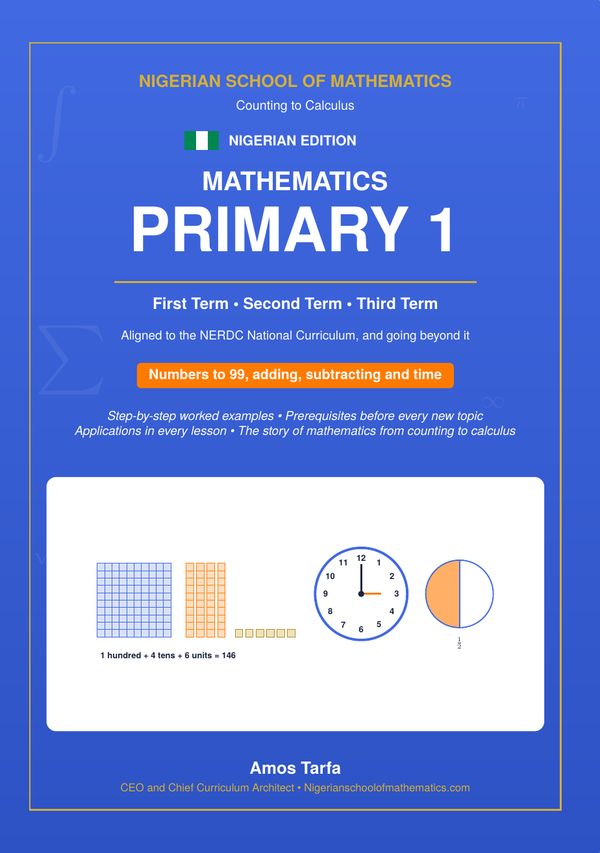 NIGERIAN SCHOOL OF MATHEMATICS
Counting to Calculus
NIGERIAN EDITION
MATHEMATICS
PRIMARY 1
First Term • Second Term • Third Term
Aligned to the NERDC National Curriculum, and going beyond it
Numbers to 99, adding, subtracting and time
Step-by-step worked examples • Prerequisites before every new topic
Applications in every lesson • The story of mathematics from counting to calculus
12
11 1
10 2
9 3
8 4
7 5
6
1/2
1 hundred + 4 tens + 6 units = 146
Amos Tarfa
CEO and Chief Curriculum Architect • Nigerianschoolofmathematics.com
∫
π
Σ
∞